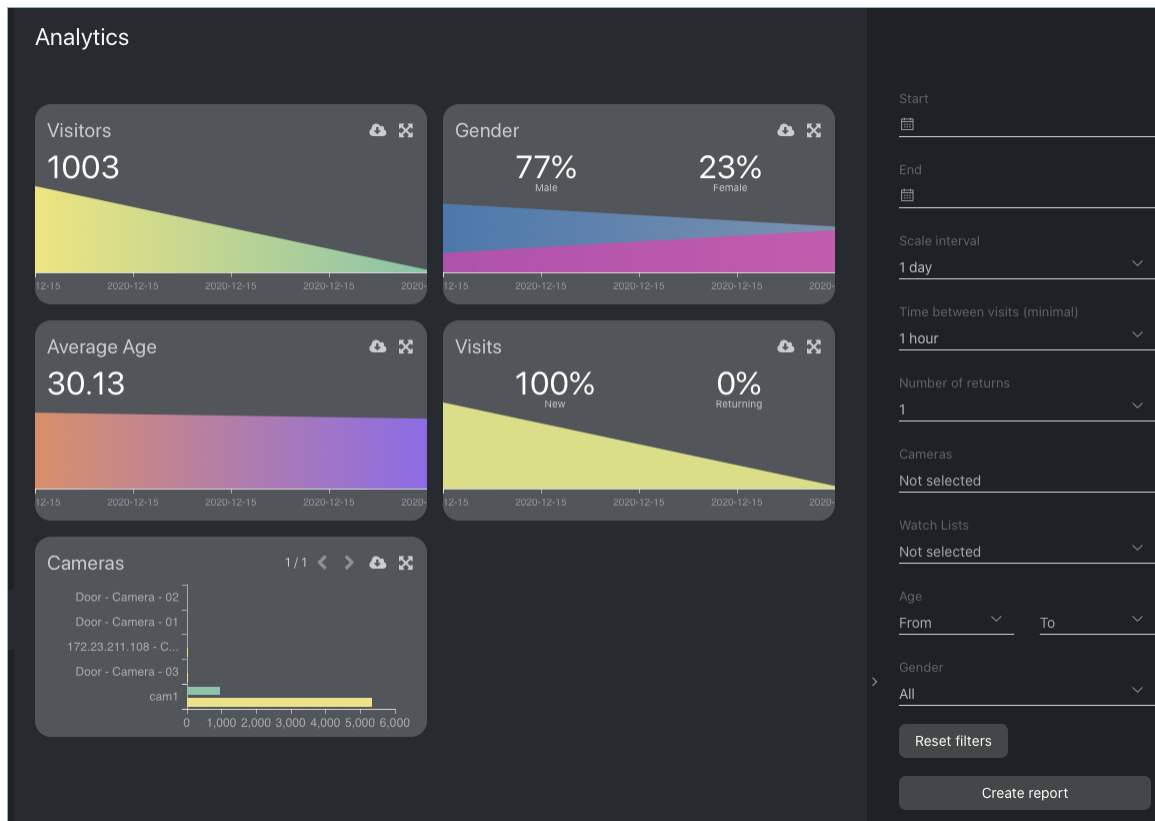 Analytics
Visitors
1003
12-15 2020-12-15 2020-12-15 2020-12-15 2020-
Gender
77% 23%
Male Female
12-15 2020-12-15 2020-12-15 2020-12-15 2020-
Average Age
30.13
12-15 2020-12-15 2020-12-15 2020-12-15 2020-
Visits
100% 0%
New Returning
12-15 2020-12-15 2020-12-15 2020-12-15 2020-
Cameras 1 / 1
Door - Camera - 02
Door - Camera - 01
172.23.211.108 - C...
Door - Camera - 03
cam1
0 1,000 2,000 3,000 4,000 5,000 6,000
Start
End
Scale interval
1 day
Time between visits (minimal)
1 hour
Number of returns
1
Cameras
Not selected
Watch Lists
Not selected
Age
From To
Gender
All
Reset filters
Create report